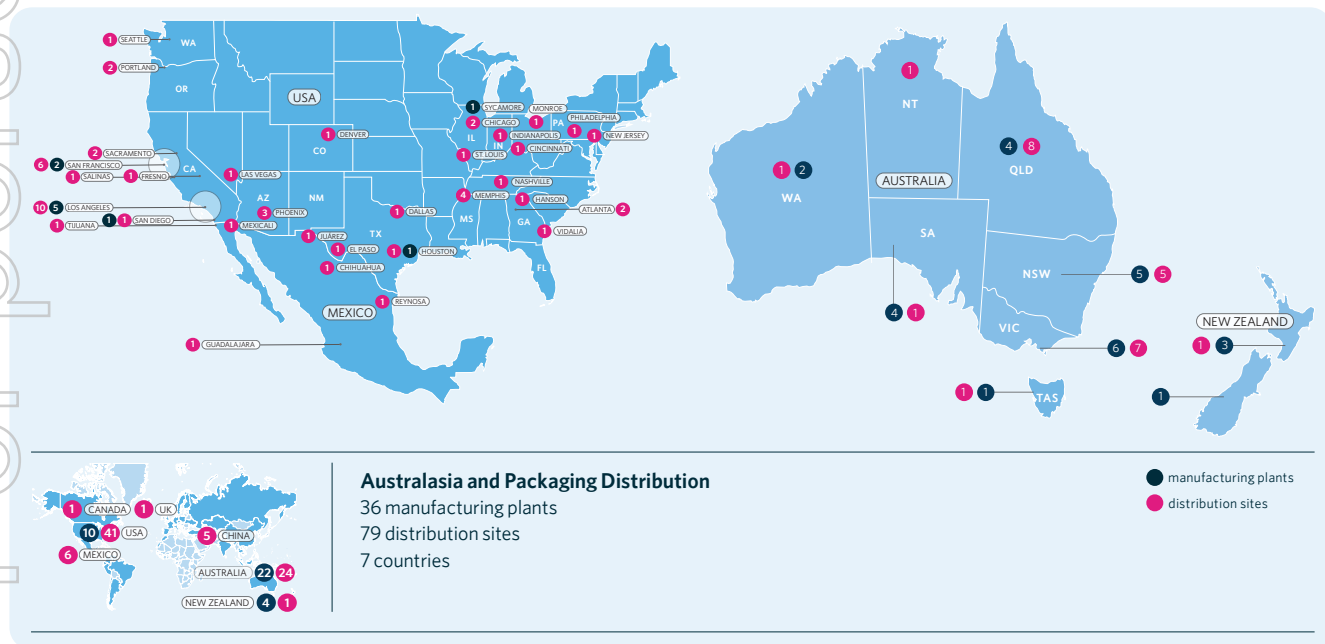 1 SEATTLE
WA
2 PORTLAND
OR
USA
1 SYCAMORE
MONROE
1
PA
PHILADELPHIA
1
2 CHICAGO
IL
1 INDIANAPOLIS
IN
1 NEW JERSEY
1 DENVER
CO
1 ST LOUIS
1 CINCINNATI
2 SACRAMENTO
6 2 SAN FRANCISCO
CA
1 SALINAS
1 FRESNO
1 LAS VEGAS
1 NASHVILLE
AZ
NM
4 MEMPHIS
1 HANSON
10 5 LOS ANGELES
3 PHOENIX
1 DALLAS
MS
ATLANTA 2
1 1 SAN DIEGO
GA
1 TIJUANA
1 MEXICALI
TX
1 VIDALIA
1 JUÁREZ
1 EL PASO
1 1 HOUSTON
1 CHIHUAHUA
FL
1 REYNOSA
MEXICO
1 GUADALAJARA
1
NT
4 8
QLD
1 2
WA
AUSTRALIA
SA
NSW
5 5
4 1
VIC
6 7
NEW ZEALAND
1 3
1 1
TAS
1
1 CANADA
1 UK
10 41 USA
5 CHINA
6 MEXICO
AUSTRALIA 22 24
NEW ZEALAND 4 1
Australasia and Packaging Distribution
36 manufacturing plants
79 distribution sites
7 countries
manufacturing plants
distribution sites